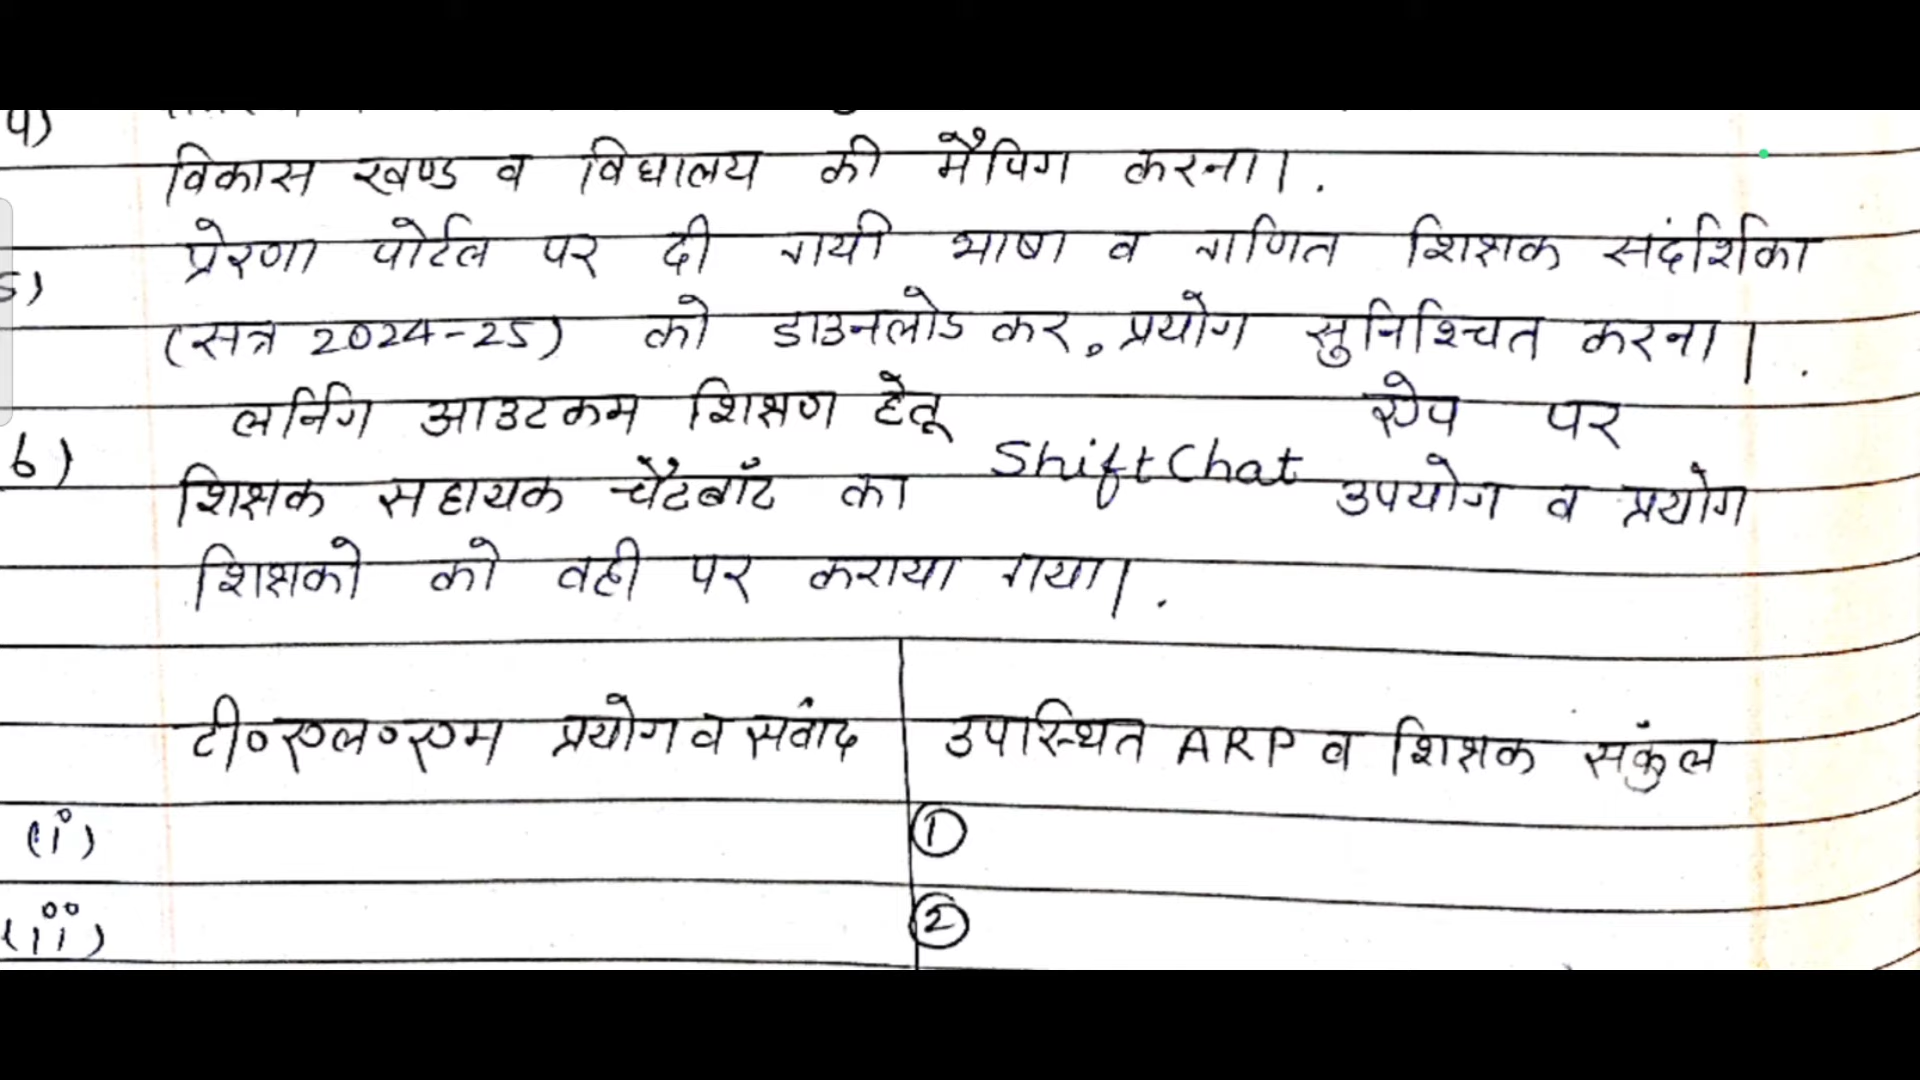 4)
विकास खण्ड व विधालय की मैपिग करना।.
5) प्रेरणा पोर्टल पर दी गयी भाषा व गणित शिक्षक संदर्शिका
(सत्र 2024-25) को डाउनलोड कर, प्रयोग सुनिश्चित करना।.
लर्निग आउटकम शिक्षण हेतू ShiftChat ऐप पर
6) शिक्षक सहायक चैटबॉट का उपयोग व प्रयोग
शिक्षको को वही पर कराया गया।.
टी०एल०एम प्रयोग व संवाद उपस्थित ARP व शिक्षक संकुल
(i) ①
(ii) ②